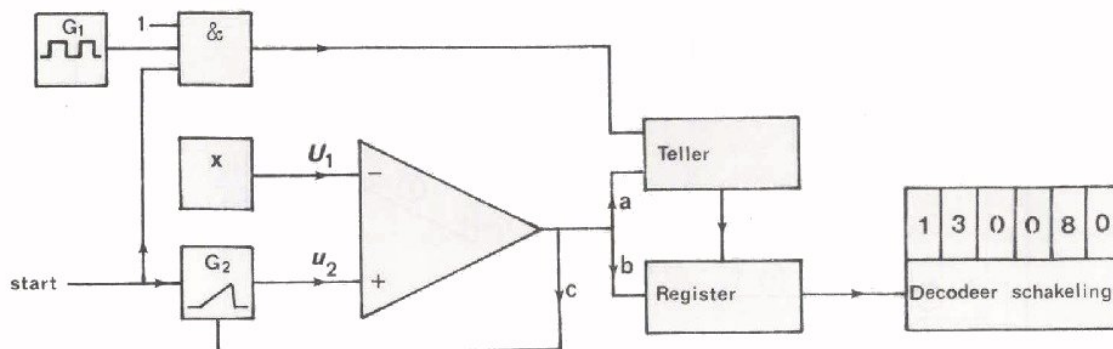 G1
1
&
x
U1
−
Teller
a
1 3 0 0 8 0
start
G2
u2
+
c
b
Register
Decodeer schakeling